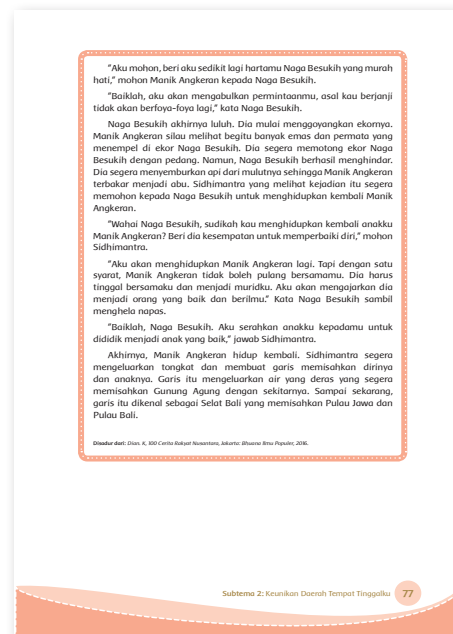 “Aku mohon, beri aku sedikit lagi hartamu Naga Besukih yang murah
hati,” mohon Manik Angkeran kepada Naga Besukih.
“Baiklah, aku akan mengabulkan permintaanmu, asal kau berjanji
tidak akan berfoya-foya lagi,” kata Naga Besukih.
Naga Besukih akhirnya luluh. Dia mulai menggoyangkan ekornya.
Manik Angkeran silau melihat begitu banyak emas dan permata yang
menempel di ekor Naga Besukih. Dia segera memotong ekor Naga
Besukih dengan pedang. Namun, Naga Besukih berhasil menghindar.
Dia segera menyemburkan api dari mulutnya sehingga Manik Angkeran
terbakar menjadi abu. Sidhimantra yang melihat kejadian itu segera
memohon kepada Naga Besukih untuk menghidupkan kembali Manik
Angkeran.
“Wahai Naga Besukih, sudikah kau menghidupkan kembali anakku
Manik Angkeran? Beri dia kesempatan untuk memperbaiki diri,” mohon
Sidhimantra.
“Aku akan menghidupkan Manik Angkeran lagi. Tapi dengan satu
syarat, Manik Angkeran tidak boleh pulang bersamamu. Dia harus
tinggal bersamaku dan menjadi muridku. Aku akan mengajarkan dia
menjadi orang yang baik dan berilmu.” Kata Naga Besukih sambil
menghela napas.
“Baiklah, Naga Besukih. Aku serahkan anakku kepadamu untuk
dididik menjadi anak yang baik,” jawab Sidhimantra.
Akhirnya, Manik Angkeran hidup kembali. Sidhimantra segera
mengeluarkan tongkat dan membuat garis memisahkan dirinya
dan anaknya. Garis itu mengeluarkan air yang deras yang segera
memisahkan Gunung Agung dengan sekitarnya. Sampai sekarang,
garis itu dikenal sebagai Selat Bali yang memisahkan Pulau Jawa dan
Pulau Bali.
Disadur dari: Dian. K, 100 Cerita Rakyat Nusantara, Jakarta: Bhuana Ilmu Populer, 2016.
Subtema 2: Keunikan Daerah Tempat Tinggalku 77